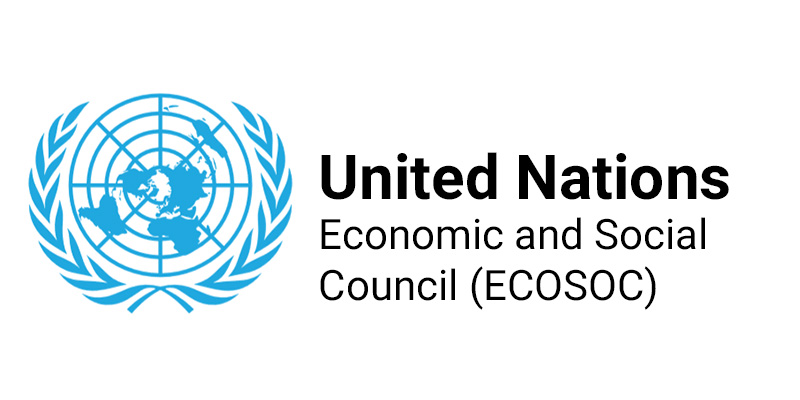 United Nations
Economic and Social
Council (ECOSOC)